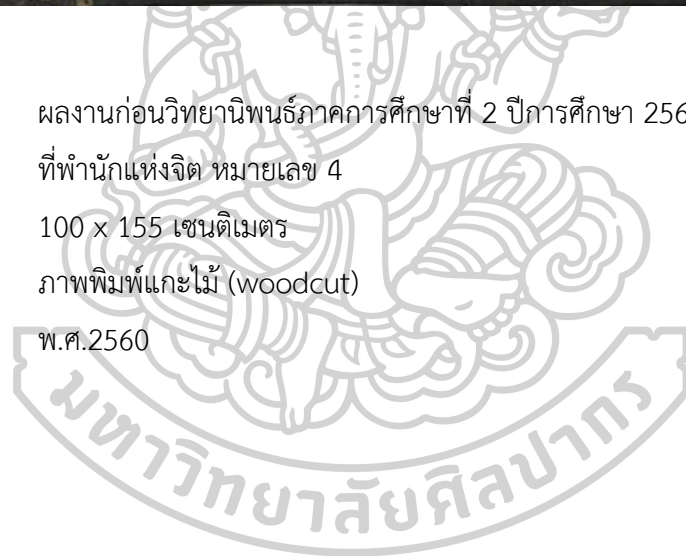 ผลงานก่อนวิทยานิพนธ์ภาคการศึกษาที่ 2 ปีการศึกษา 256
ที่พำนักแห่งจิต หมายเลข 4
100 x 155 เซนติเมตร
ภาพพิมพ์แกะไม้ (woodcut)
พ.ศ.2560
มหาวิทยาลัยศิลปากร